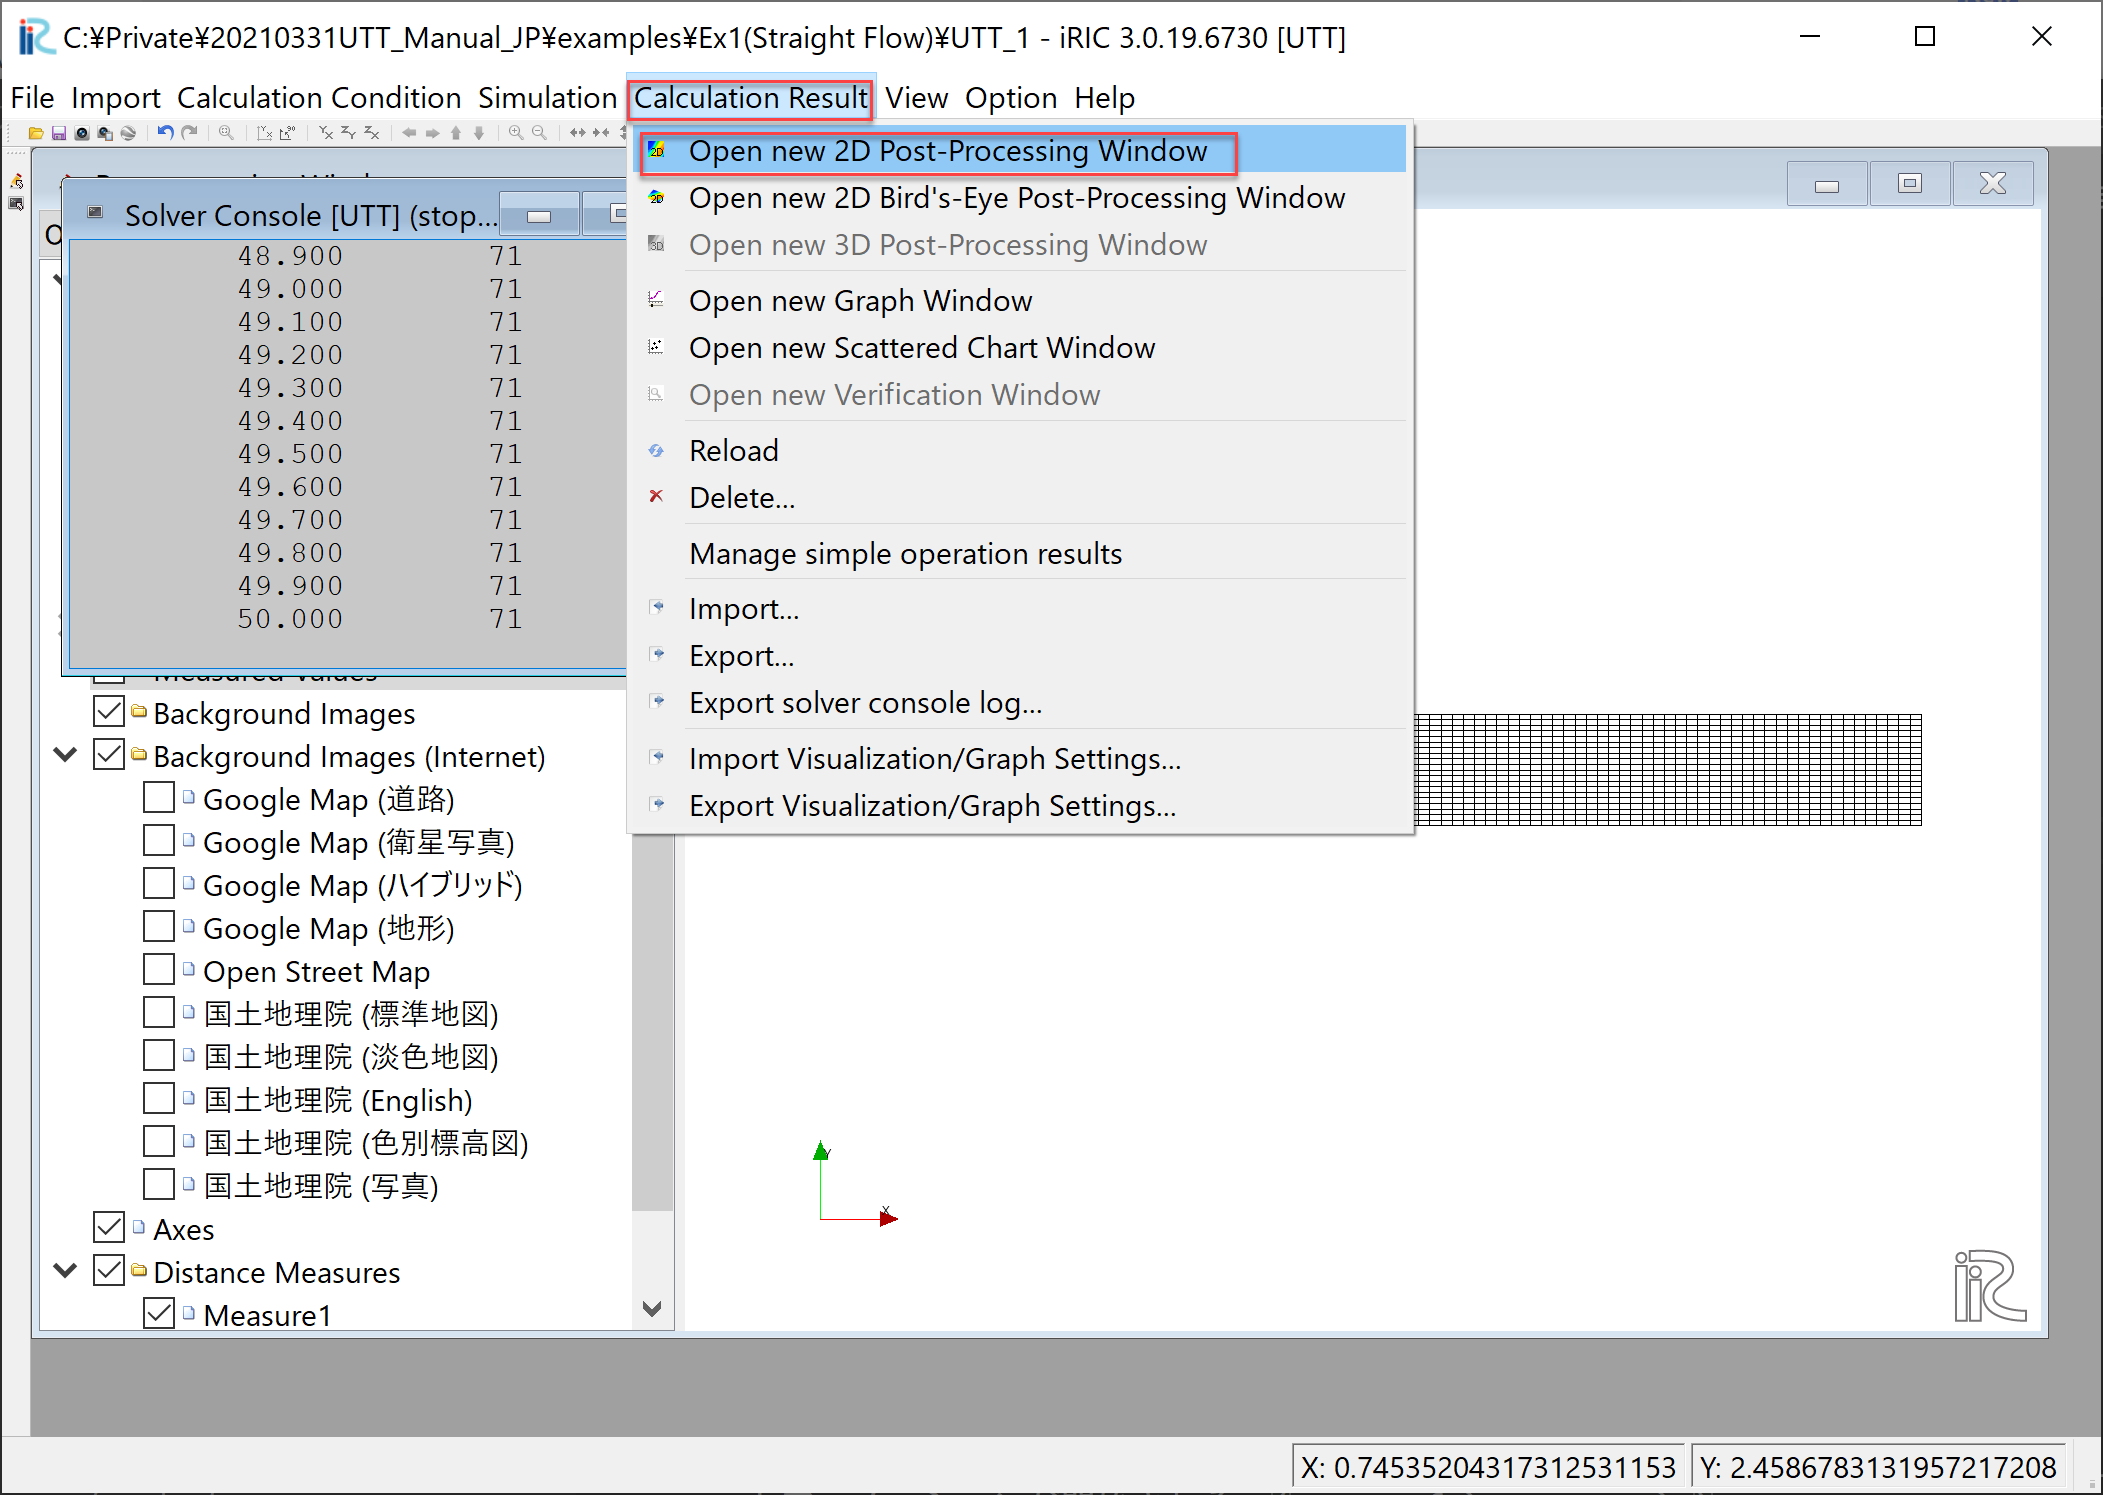 C:¥Private¥20210331UTT_Manual_JP¥examples¥Ex1(Straight Flow)¥UTT_1 - iRIC 3.0.19.6730 [UTT]
File Import Calculation Condition Simulation Calculation Result View Option Help
Open new 2D Post-Processing Window
Open new 2D Bird's-Eye Post-Processing Window
Open new 3D Post-Processing Window
Open new Graph Window
Open new Scattered Chart Window
Open new Verification Window
Reload
Delete...
Manage simple operation results
Import...
Export...
Export solver console log...
Import Visualization/Graph Settings...
Export Visualization/Graph Settings...
Solver Console [UTT] (stop...
48.900 71
49.000 71
49.100 71
49.200 71
49.300 71
49.400 71
49.500 71
49.600 71
49.700 71
49.800 71
49.900 71
50.000 71
Measured Values
Background Images
Background Images (Internet)
Google Map (道路)
Google Map (衛星写真)
Google Map (ハイブリッド)
Google Map (地形)
Open Street Map
国土地理院 (標準地図)
国土地理院 (淡色地図)
国土地理院 (English)
国土地理院 (色別標高図)
国土地理院 (写真)
Axes
Distance Measures
Measure1
Y
X
iRIC
X: 0.74535204317312531153
Y: 2.4586783131957217208